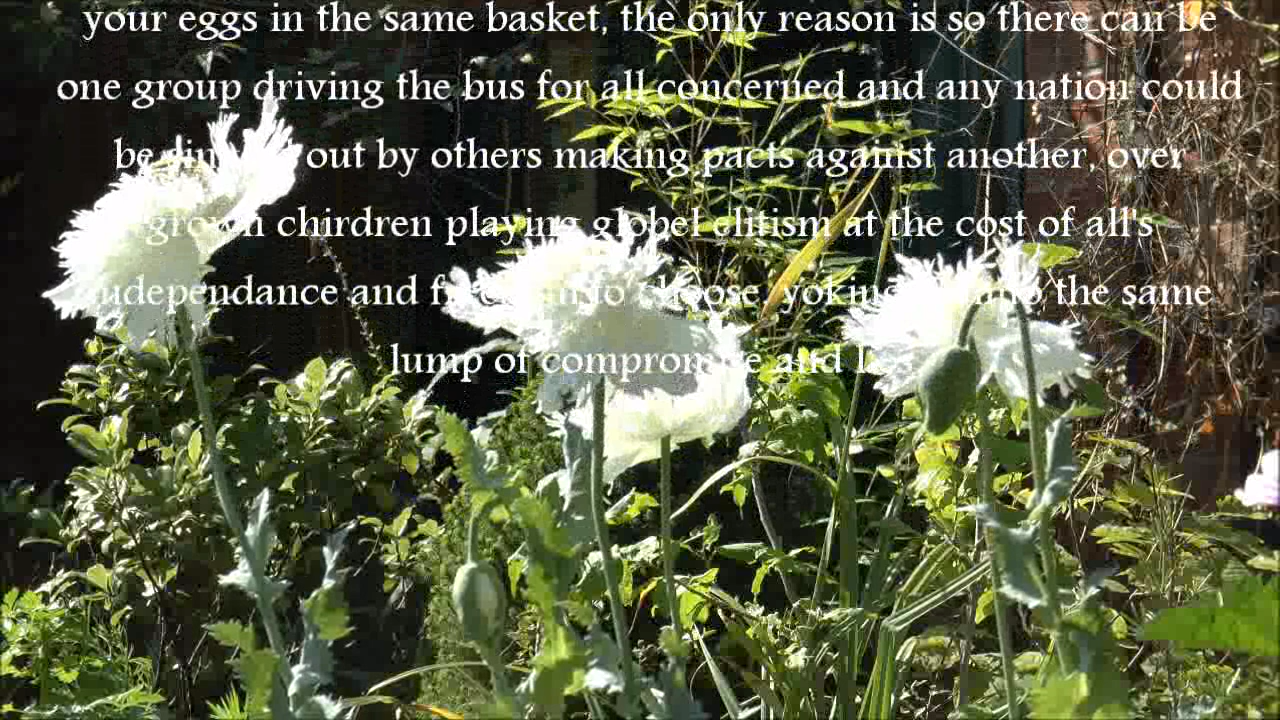 your eggs in the same basket, the only reason is so there can be
one group driving the bus for all concerned and any nation could
be out by others making pacts against another, over
grown chirdren playing globel elitism at the cost of all's
and to choose, the same
lump of compromise and